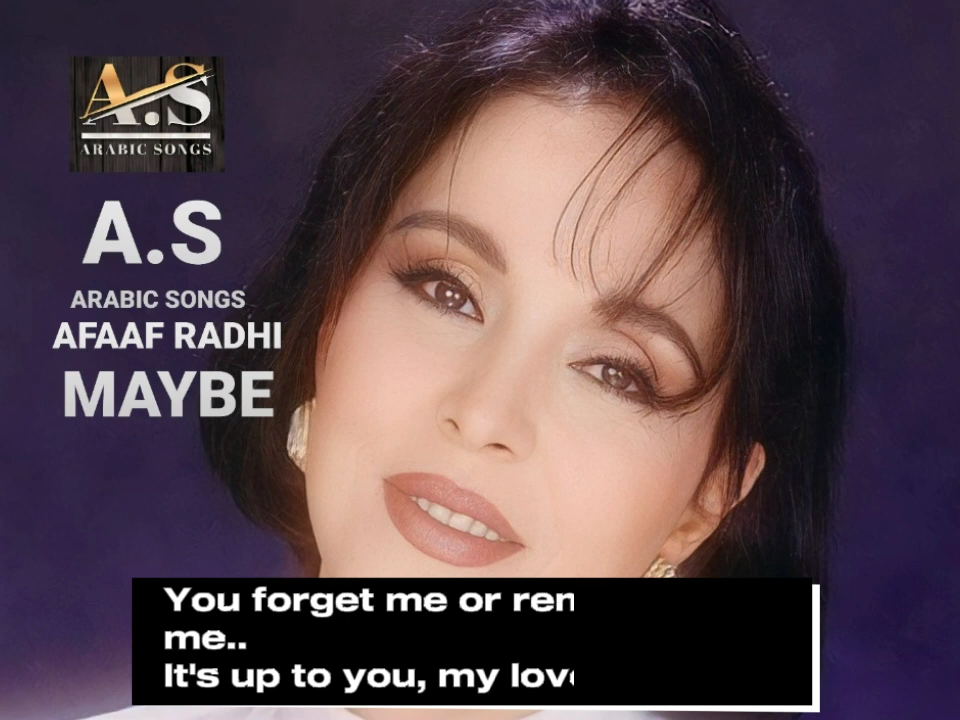 A.S
ARABIC SONGS
A.S
ARABIC SONGS
AFAAF RADHI
MAYBE
You forget me or
me..
It's up to you, my